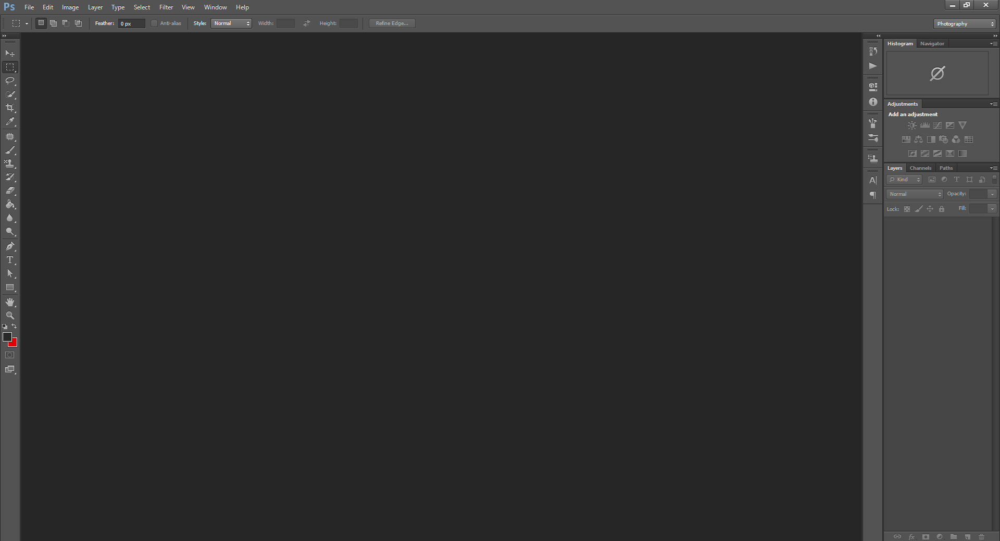 Ps File Edit Image Layer Type Select Filter View Window Help
Feather: 0 px Anti-alias Style: Normal Width: Height: Refine Edge... Photography
Histogram Navigator
Adjustments
Add an adjustment
Layers Channels Paths
Kind
Normal Opacity:
Lock: Fill: